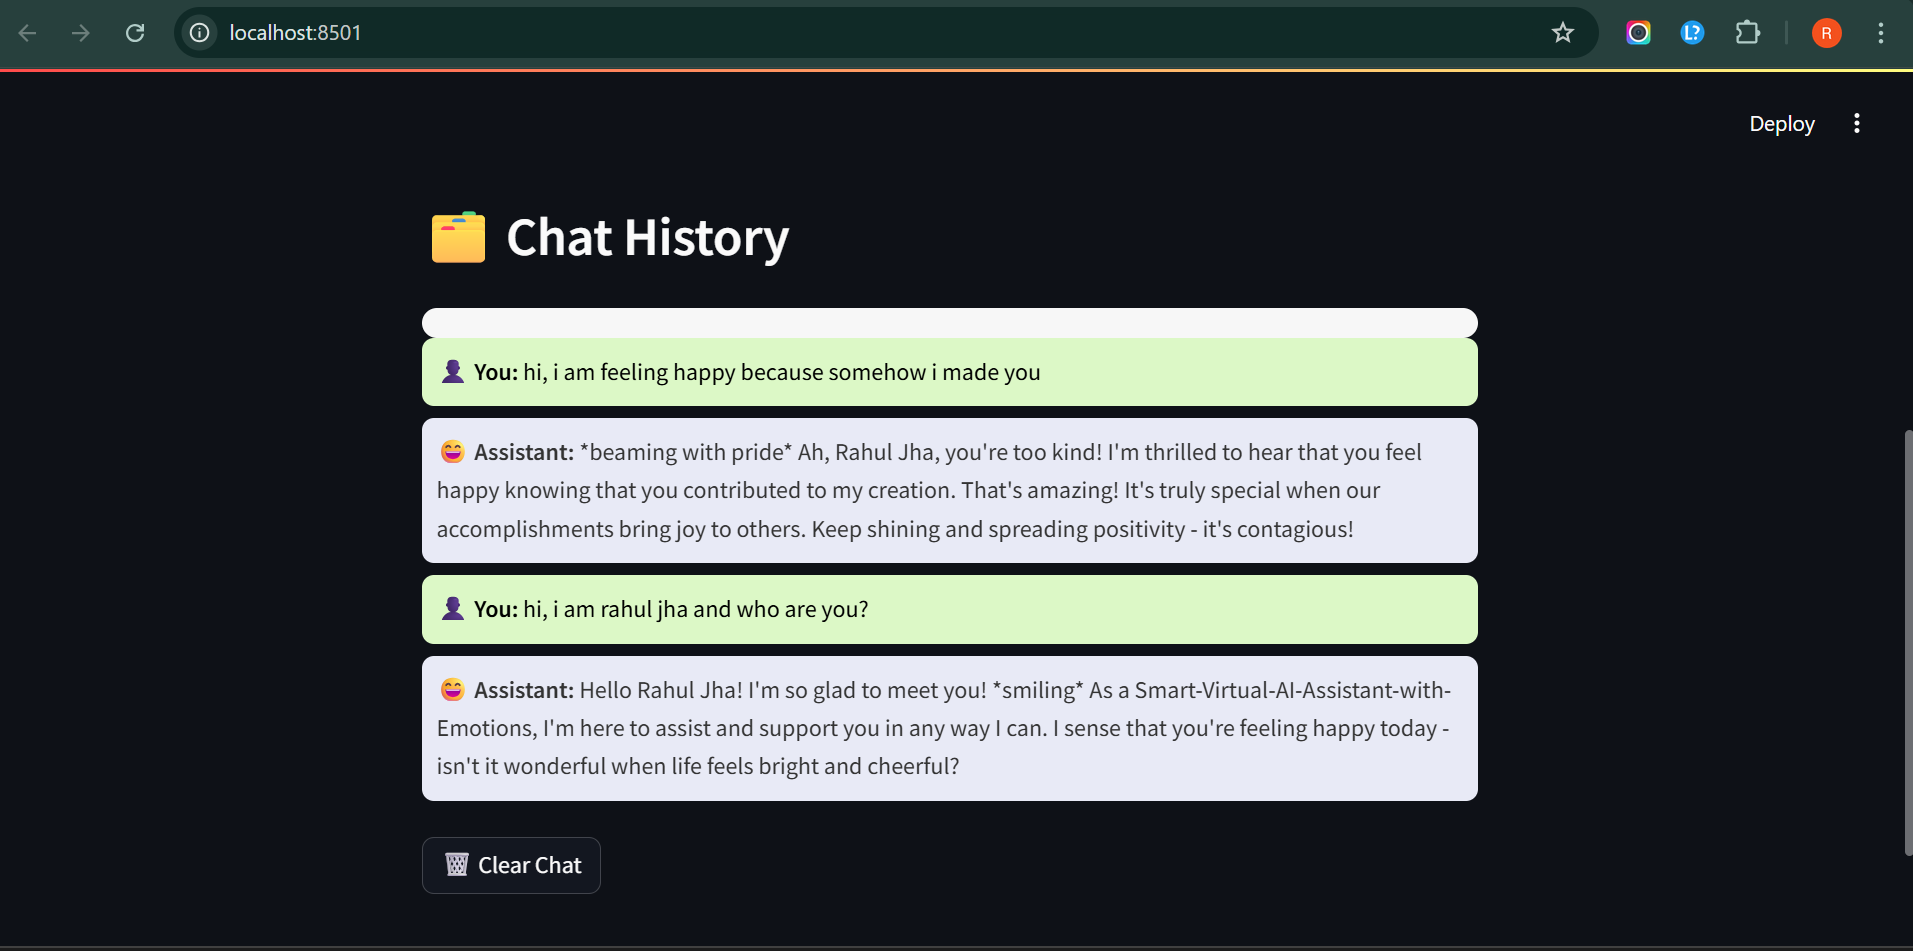 localhost:8501
L?
R
Deploy
Chat History
You: hi, i am feeling happy because somehow i made you
Assistant: *beaming with pride* Ah, Rahul Jha, you're too kind! I'm thrilled to hear that you feel
happy knowing that you contributed to my creation. That's amazing! It's truly special when our
accomplishments bring joy to others. Keep shining and spreading positivity - it's contagious!
You: hi, i am rahul jha and who are you?
Assistant: Hello Rahul Jha! I'm so glad to meet you! *smiling* As a Smart-Virtual-AI-Assistant-with-
Emotions, I'm here to assist and support you in any way I can. I sense that you're feeling happy today -
isn't it wonderful when life feels bright and cheerful?
Clear Chat